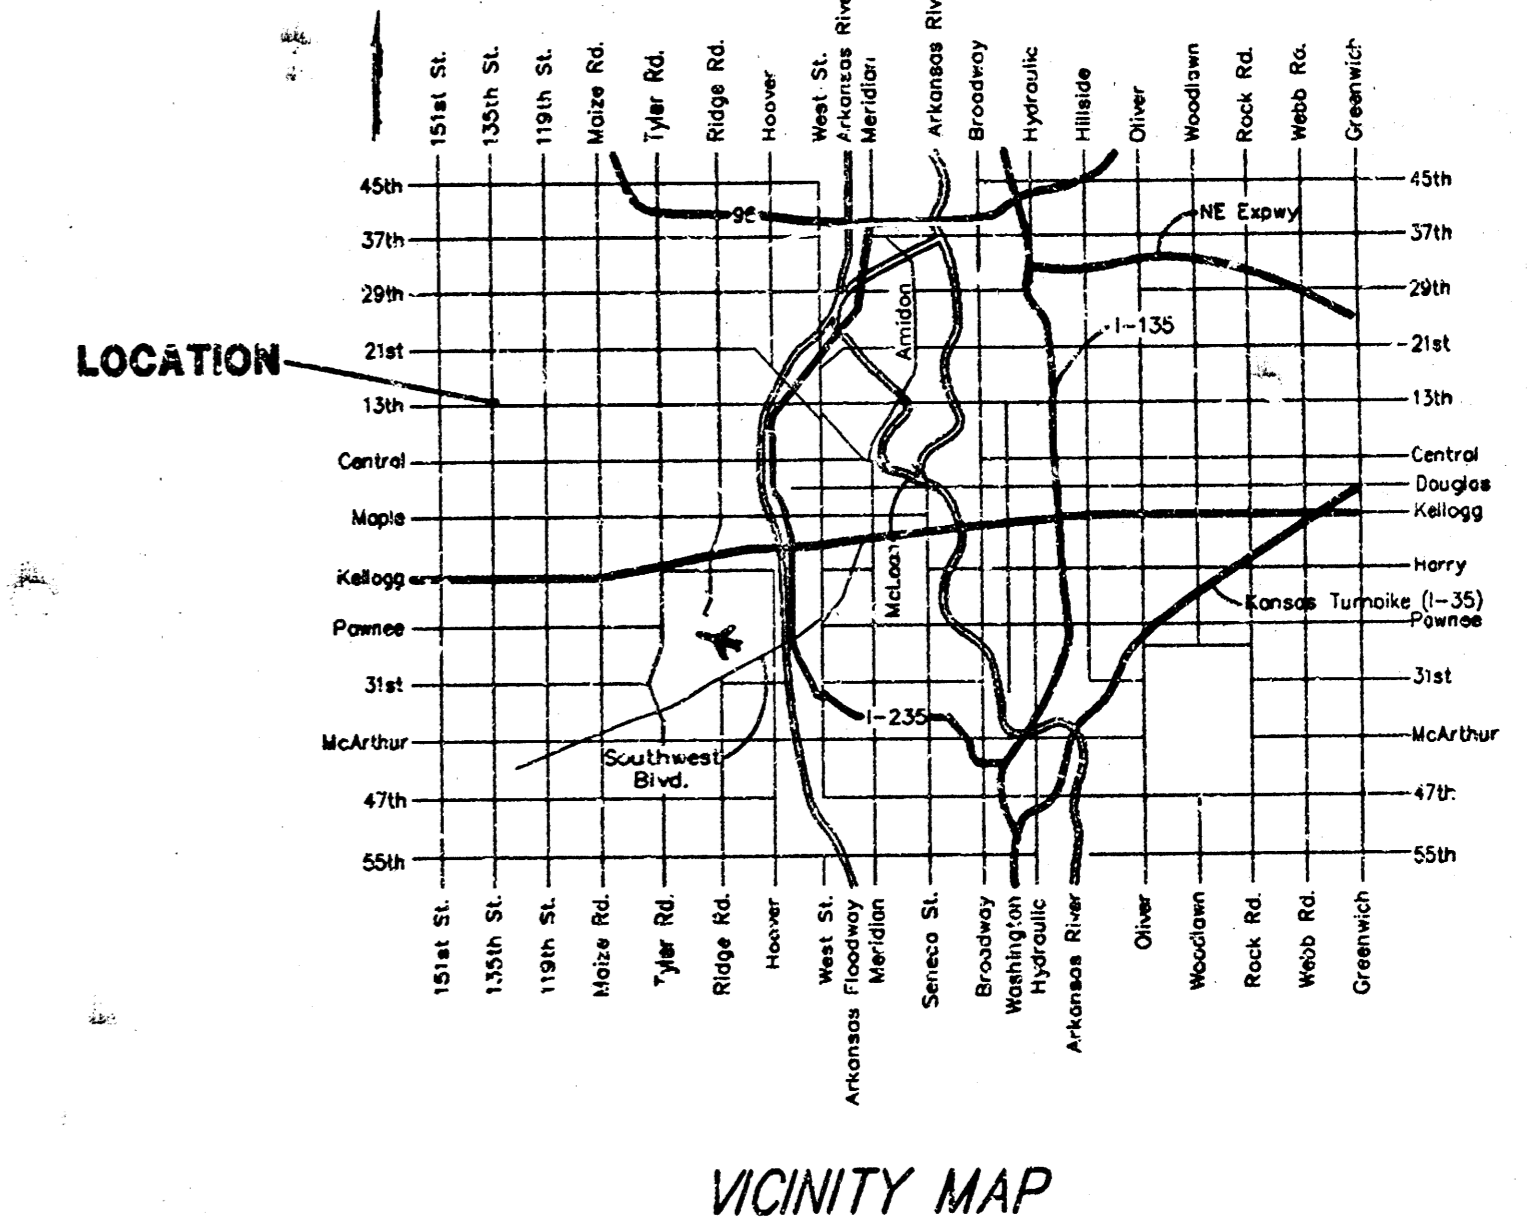 151st St.
135th St.
119th St.
Maize Rd.
Tyler Rd.
Ridge Rd.
Hoover
West St.
Arkansas
Meridian
Arkansas
Broadway
Hydraulic
Hillside
Oliver
Woodlawn
Rock Rd.
Webb Rd.
Greenwich
45th
45th
NE Expwy
37th
37th
29th
29th
Amidon
I-135
LOCATION
21st
21st
13th
13th
Central
Central
Douglas
Maple
Kellogg
Kellogg
Harry
McLean
Kansas Turnpike (I-35)
Pawnee
Pawnee
31st
31st
I-235
McArthur
McArthur
Southwest
Blvd.
47th
47th
55th
55th
151st St.
135th St.
119th St.
Maize Rd.
Tyler Rd.
Ridge Rd.
Hoover
West St.
Arkansas Floodway
Meridian
Seneca St.
Broadway
Washington
Hydraulic
Arkansas River
Oliver
Woodlawn
Rock Rd.
Webb Rd.
Greenwich
VICINITY MAP